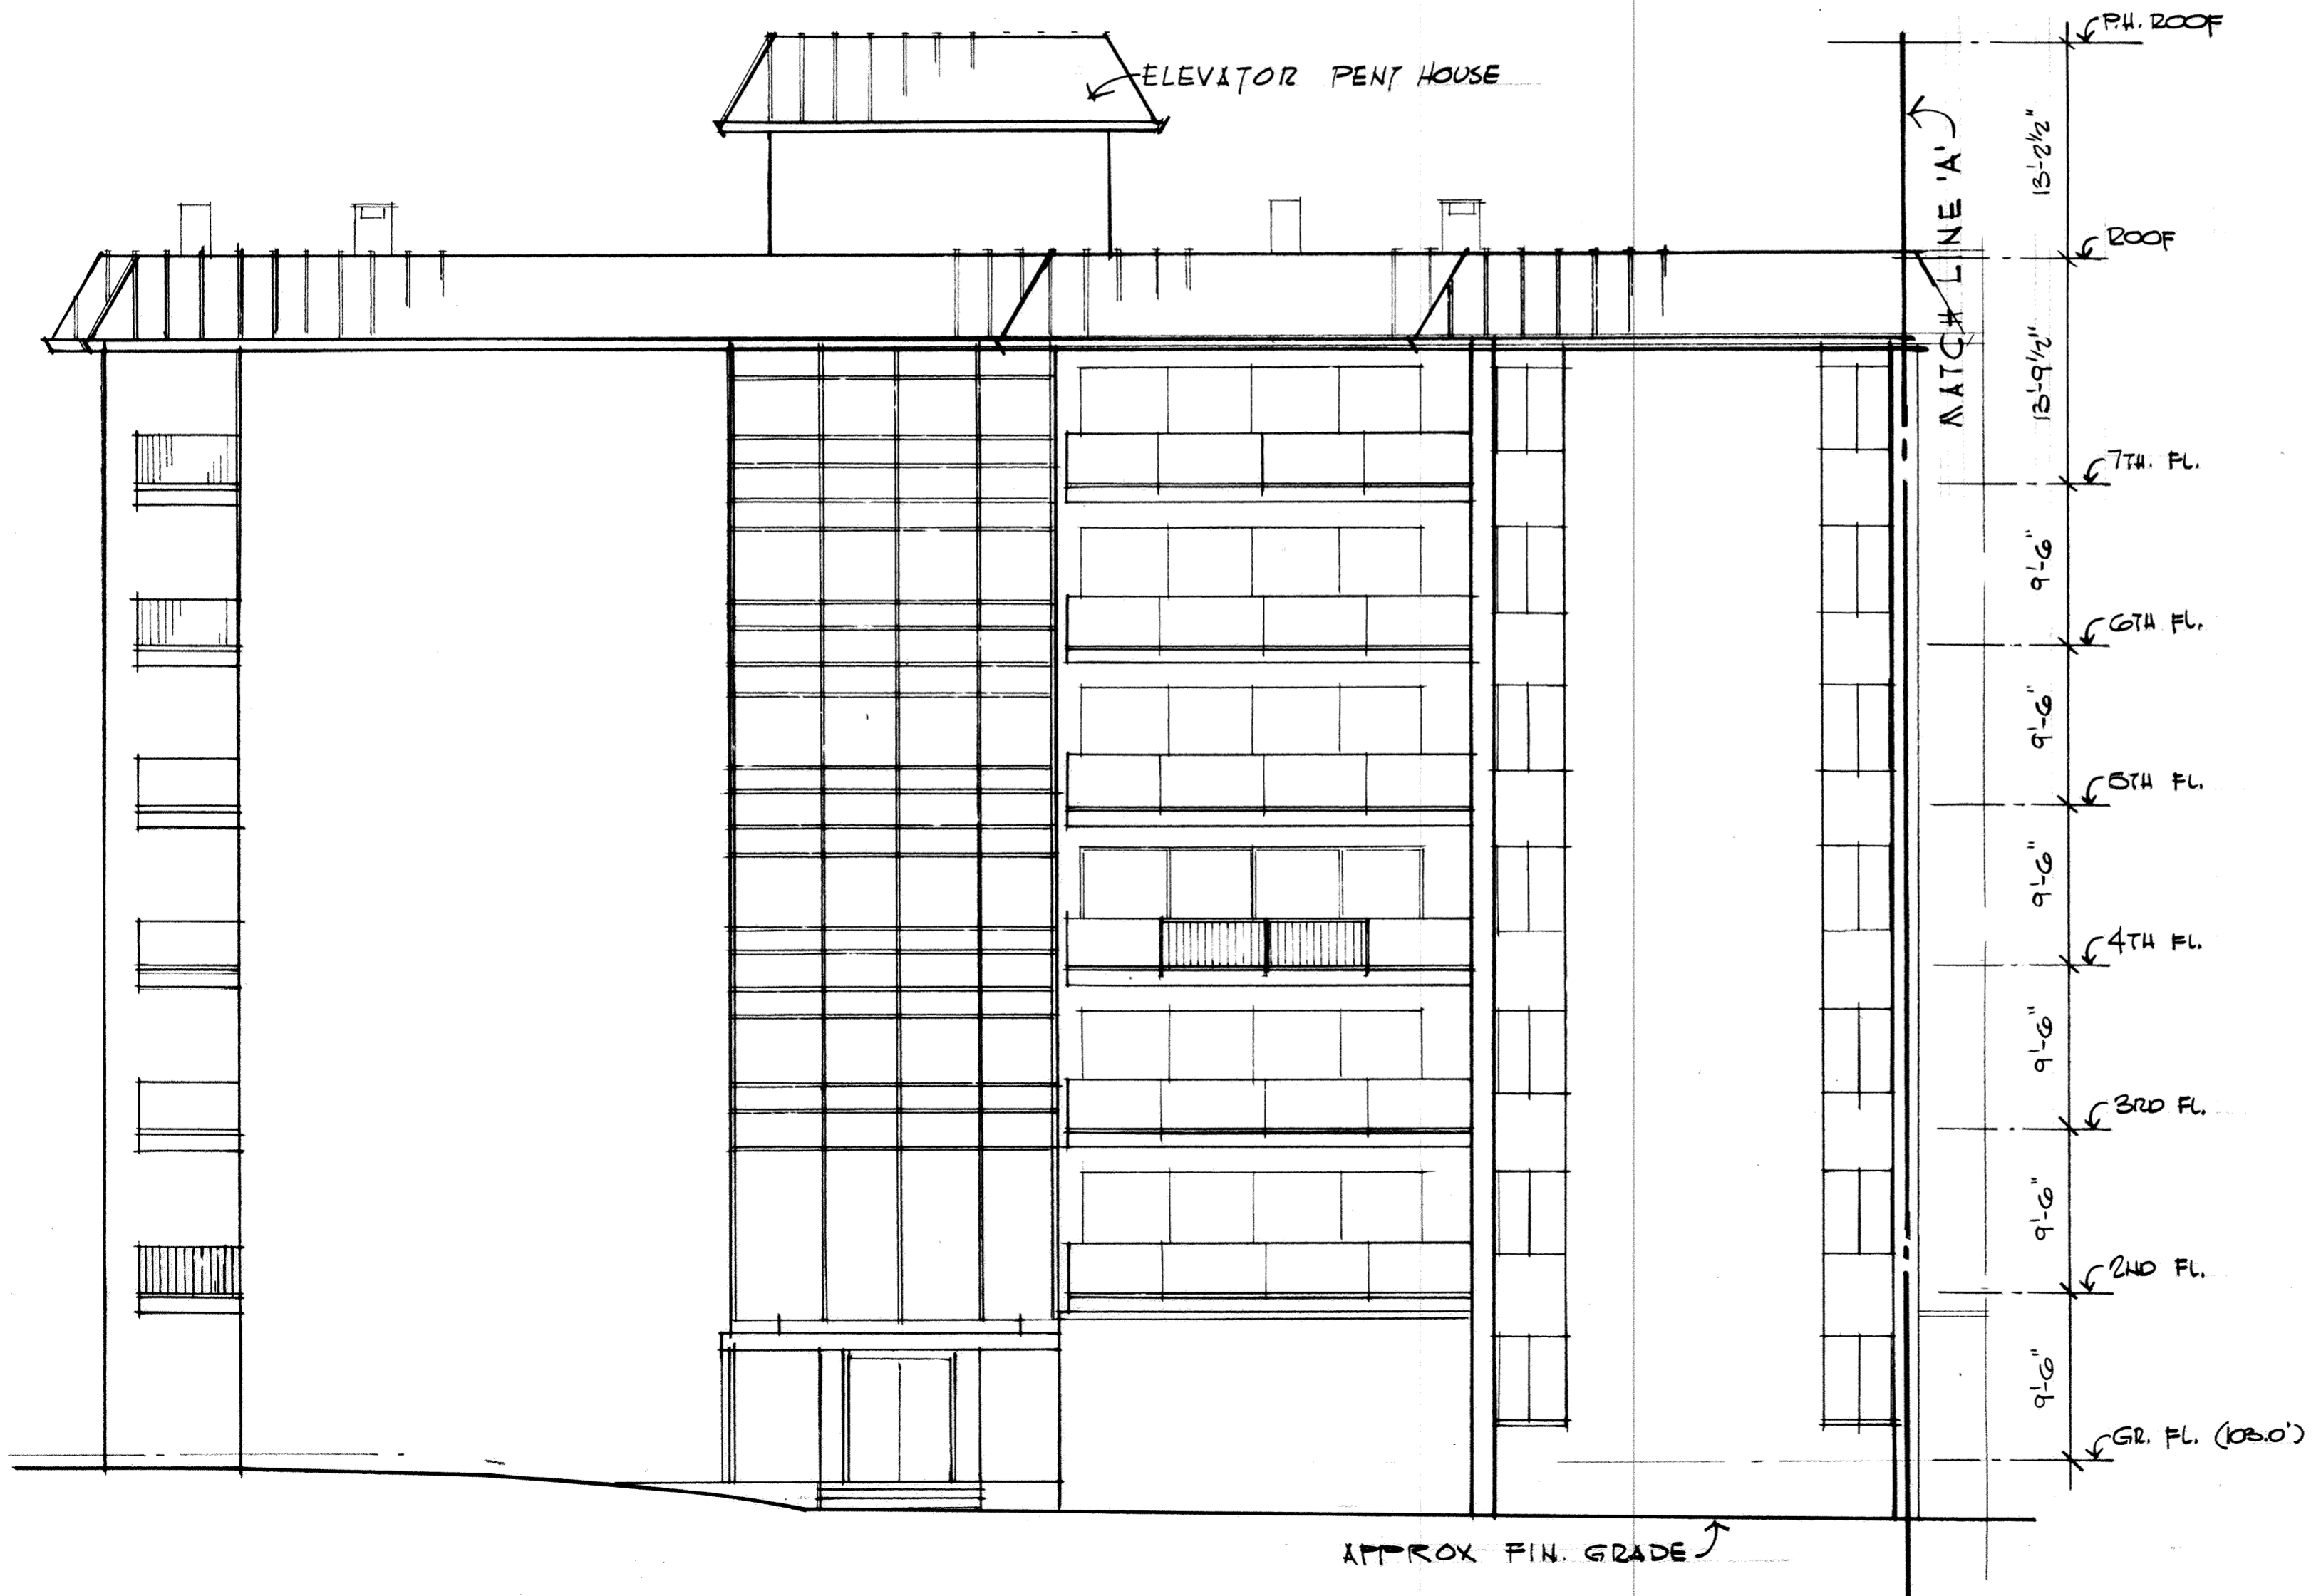 P.H. ROOF
ELEVATOR PENT HOUSE
MATCH LINE 'A'
13'-2½"
ROOF
13'-9½"
7TH. FL.
9'-6"
6TH FL.
9'-6"
5TH FL.
9'-6"
4TH FL.
9'-6"
3RD FL.
9'-6"
2ND FL.
9'-6"
GR. FL. (103.0')
APPROX FIN. GRADE